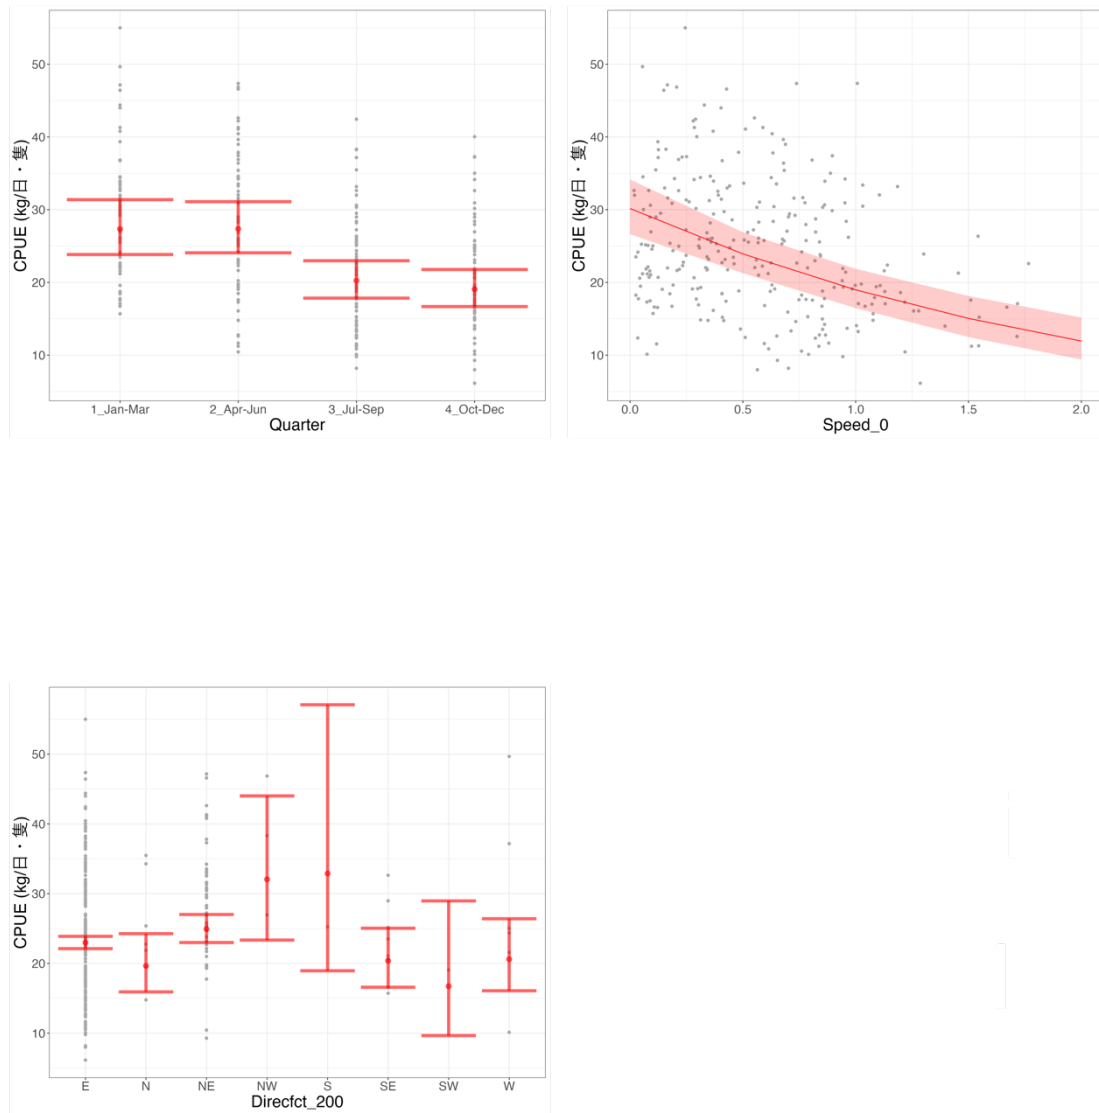 CPUE (kg/日・隻)
50
40
30
20
10
1_Jan-Mar 2_Apr-Jun 3_Jul-Sep 4_Oct-Dec
Quarter
CPUE (kg/日・隻)
50
40
30
20
10
0.0 0.5 1.0 1.5 2.0
Speed_0
CPUE (kg/日・隻)
50
40
30
20
10
E N NE NW S SE SW W
Direcfct_200